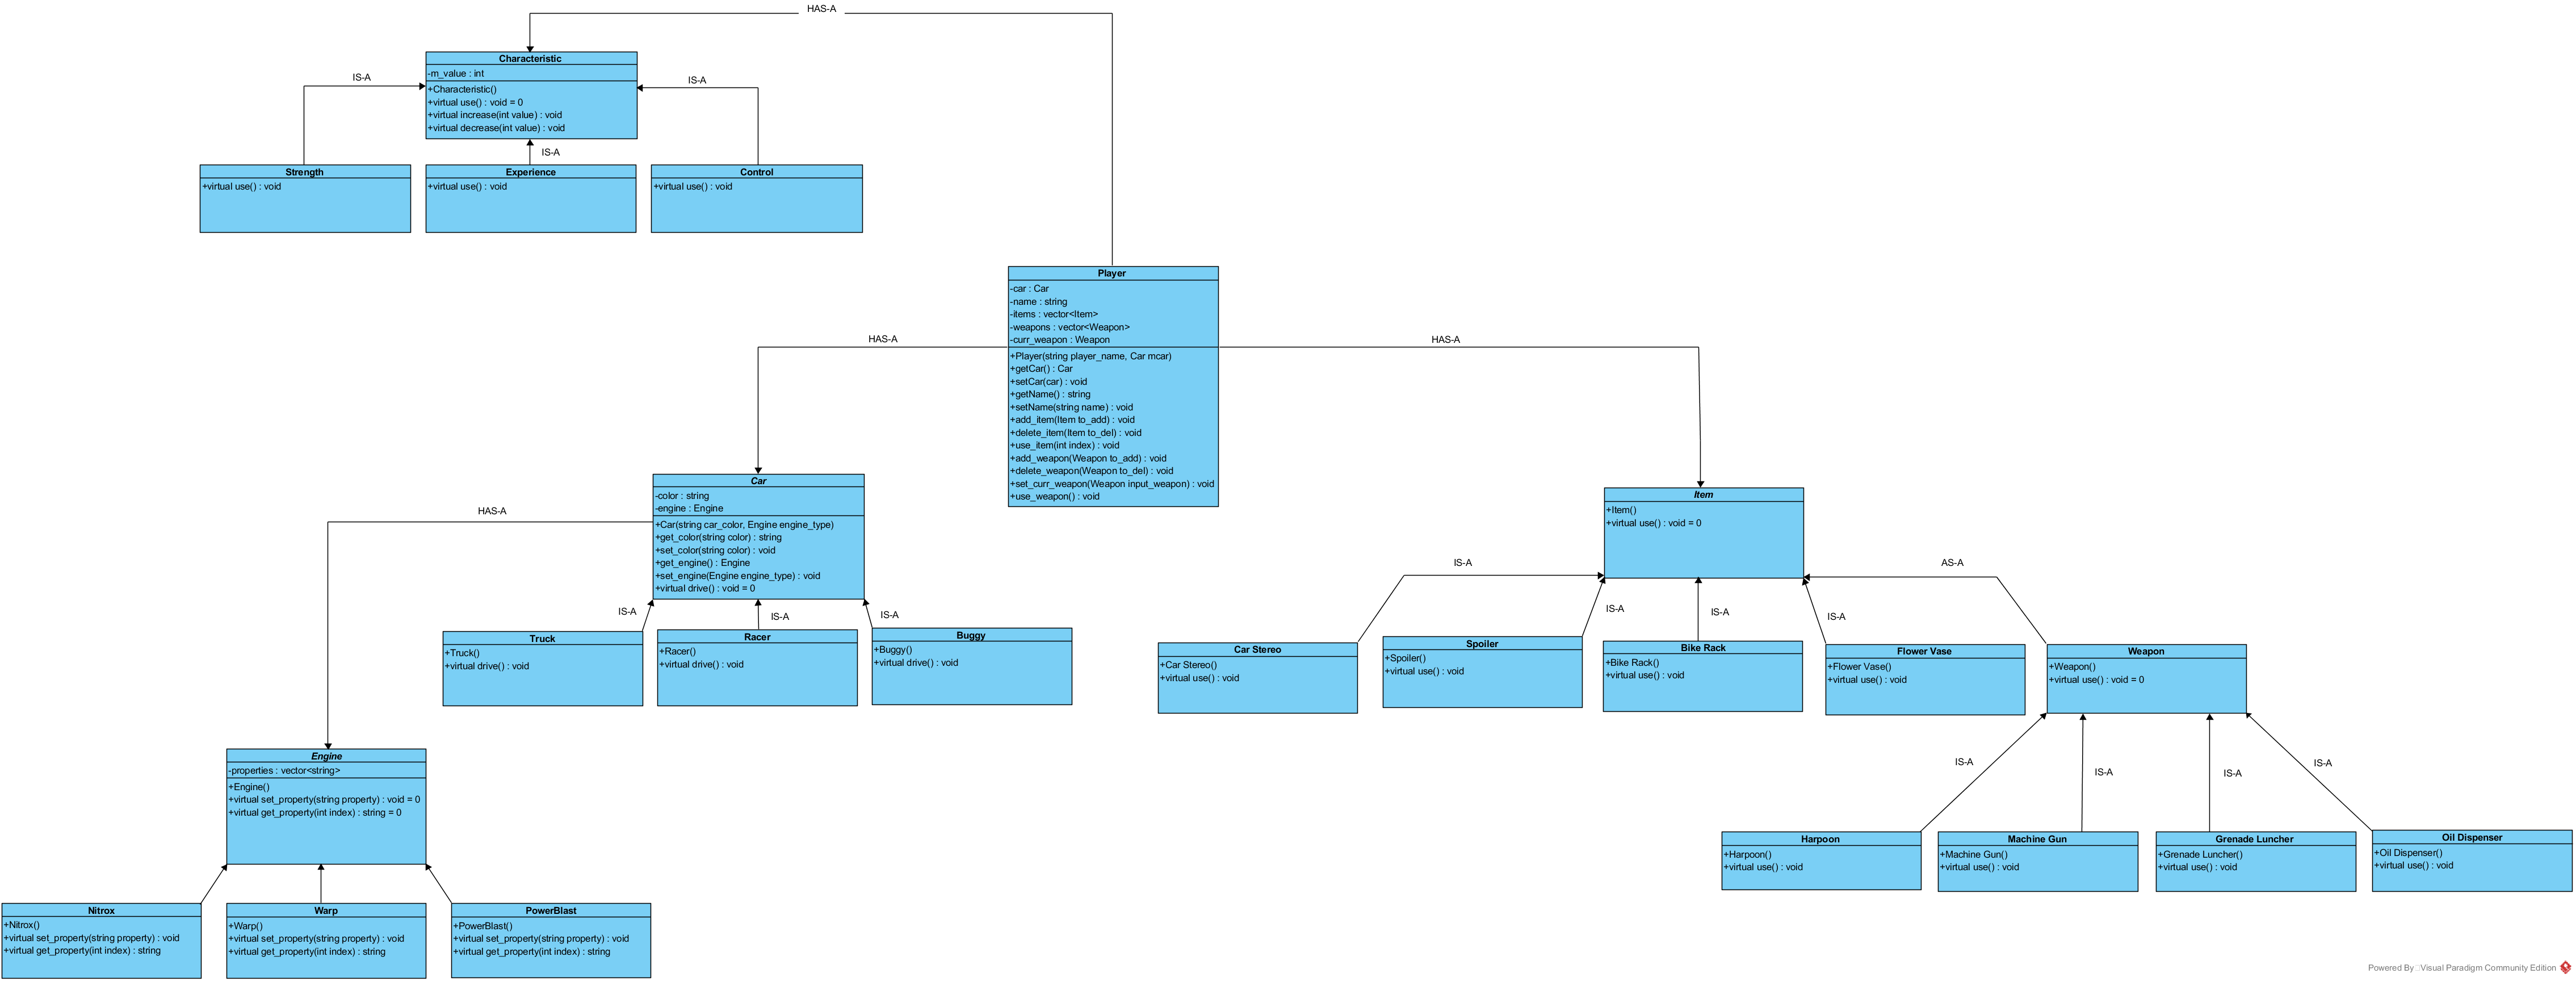 HAS-A
Characteristic
-m_value : int
+Characteristic()
+virtual use() : void = 0
+virtual increase(int value) : void
+virtual decrease(int value) : void
IS-A
IS-A
IS-A
Strength
+virtual use() : void
Experience
+virtual use() : void
Control
+virtual use() : void
Player
-car : Car
-name : string
-items : vector<Item>
-weapons : vector<Weapon>
-curr_weapon : Weapon
+Player(string player_name, Car mcar)
+getCar() : Car
+setCar(car) : void
+getName() : string
+setName(string name) : void
+add_item(Item to_add) : void
+delete_item(Item to_del) : void
+use_item(int index) : void
+add_weapon(Weapon to_add) : void
+delete_weapon(Weapon to_del) : void
+set_curr_weapon(Weapon input_weapon) : void
+use_weapon() : void
HAS-A
HAS-A
Car
-color : string
-engine : Engine
+Car(string car_color, Engine engine_type)
+get_color(string color) : string
+set_color(string color) : void
+get_engine() : Engine
+set_engine(Engine engine_type) : void
+virtual drive() : void = 0
HAS-A
IS-A
IS-A
IS-A
Truck
+Truck()
+virtual drive() : void
Racer
+Racer()
+virtual drive() : void
Buggy
+Buggy()
+virtual drive() : void
Item
+Item()
+virtual use() : void = 0
IS-A
IS-A
IS-A
IS-A
AS-A
Car Stereo
+Car Stereo()
+virtual use() : void
Spoiler
+Spoiler()
+virtual use() : void
Bike Rack
+Bike Rack()
+virtual use() : void
Flower Vase
+Flower Vase()
+virtual use() : void
Weapon
+Weapon()
+virtual use() : void = 0
Engine
-properties : vector<string>
+Engine()
+virtual set_property(string property) : void = 0
+virtual get_property(int index) : string = 0
IS-A
IS-A
IS-A
IS-A
Harpoon
+Harpoon()
+virtual use() : void
Machine Gun
+Machine Gun()
+virtual use() : void
Grenade Luncher
+Grenade Luncher()
+virtual use() : void
Oil Dispenser
+Oil Dispenser()
+virtual use() : void
Nitrox
+Nitrox()
+virtual set_property(string property) : void
+virtual get_property(int index) : string
Warp
+Warp()
+virtual set_property(string property) : void
+virtual get_property(int index) : string
PowerBlast
+PowerBlast()
+virtual set_property(string property) : void
+virtual get_property(int index) : string
Powered By Visual Paradigm Community Edition